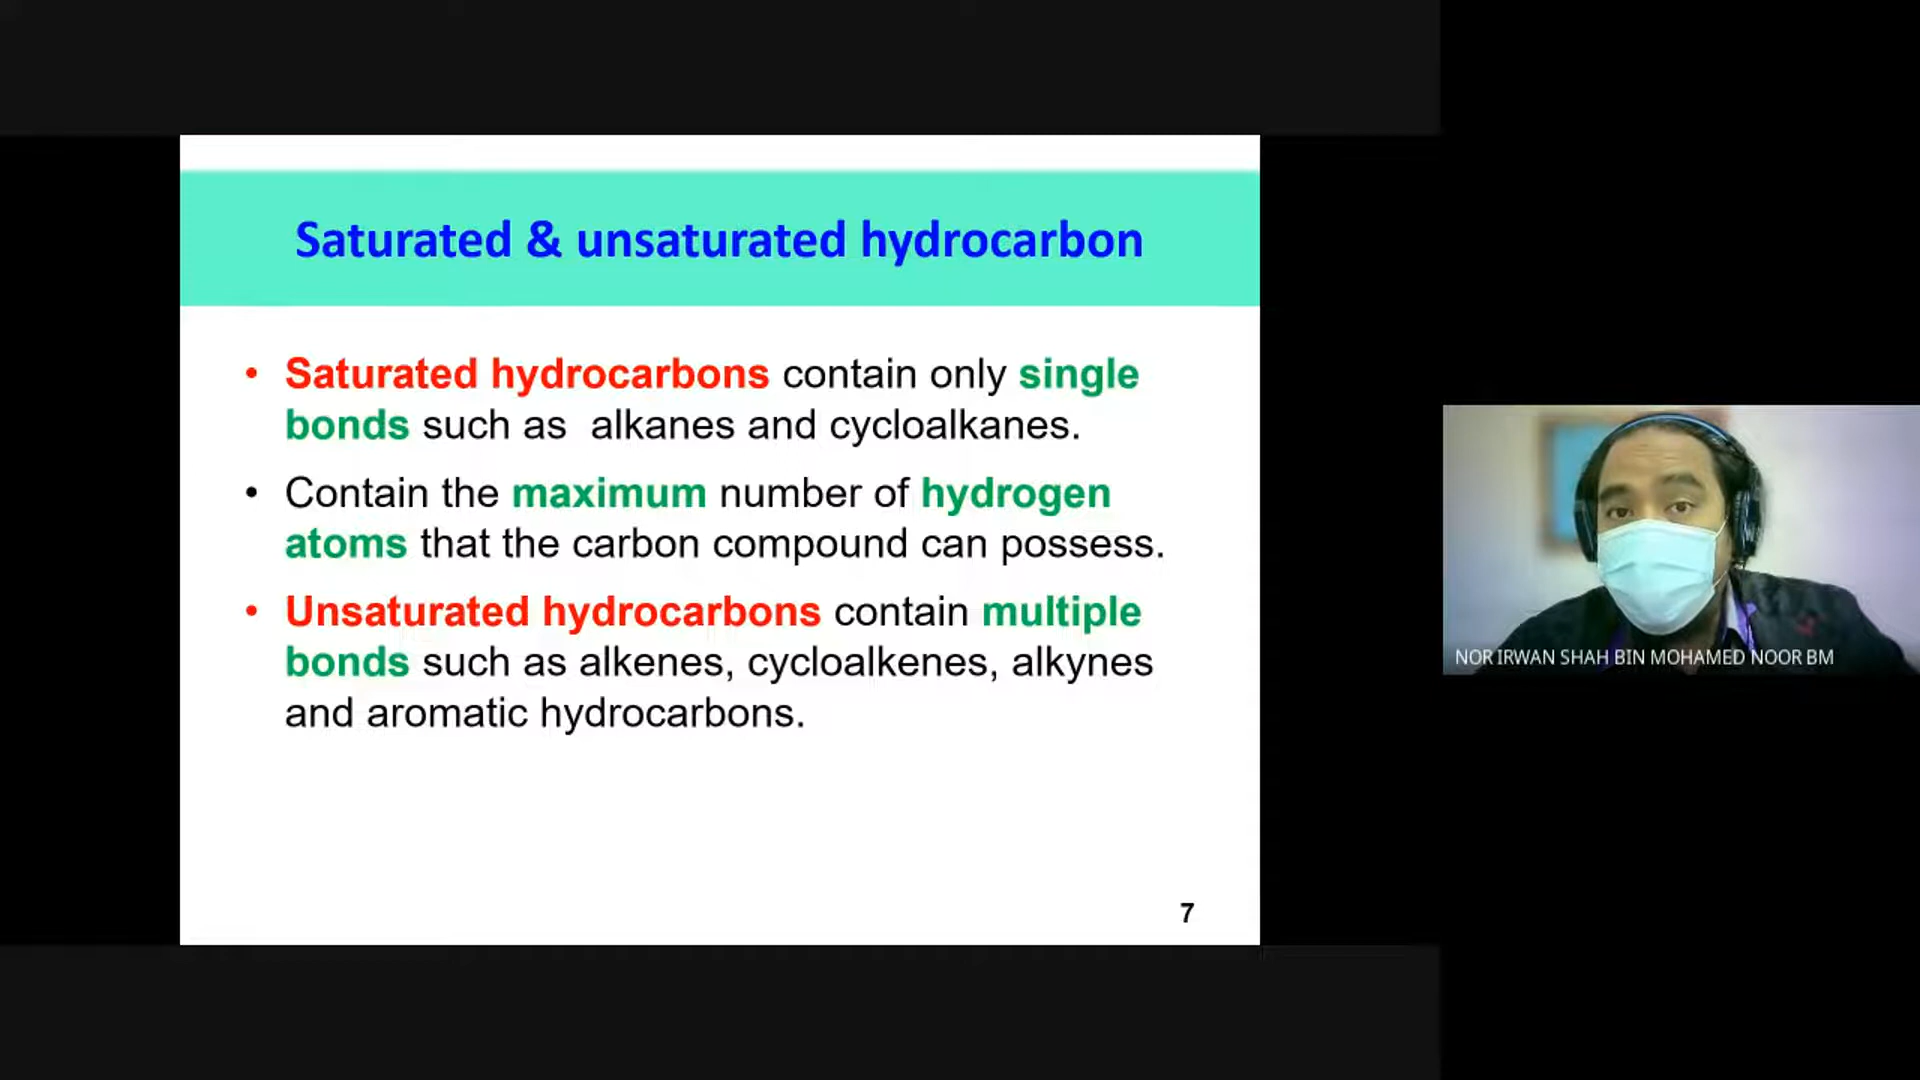 Saturated & unsaturated hydrocarbon
• Saturated hydrocarbons contain only single
bonds such as  alkanes and cycloalkanes.
• Contain the maximum number of hydrogen
atoms that the carbon compound can possess.
• Unsaturated hydrocarbons contain multiple
bonds such as alkenes, cycloalkenes, alkynes
and aromatic hydrocarbons.
7
NOR IRWAN SHAH BIN MOHAMED NOOR BM